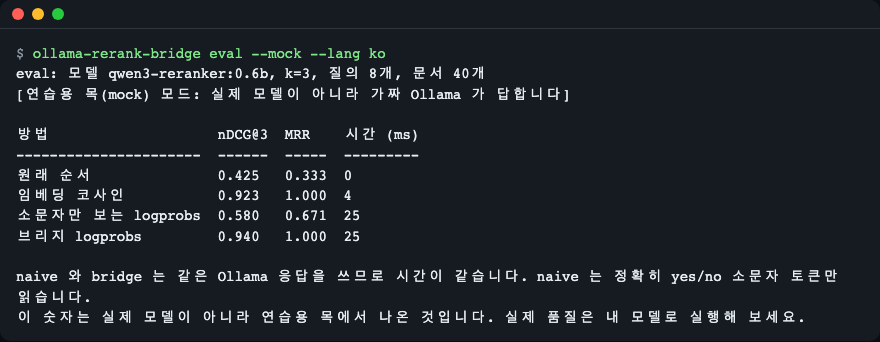 $ ollama-rerank-bridge eval --mock --lang ko
eval: 모델 qwen3-reranker:0.6b, k=3, 질의 8개, 문서 40개
[연습용 목(mock) 모드: 실제 모델이 아니라 가짜 Ollama 가 답합니다]
방법 nDCG@3 MRR 시간 (ms)
---------------------- ------ ----- ---------
원래 순서 0.425 0.333 0
임베딩 코사인 0.923 1.000 4
소문자만 보는 logprobs 0.580 0.671 25
브리지 logprobs 0.940 1.000 25
naive 와 bridge 는 같은 Ollama 응답을 쓰므로 시간이 같습니다. naive 는 정확히 yes/no 소문자 토큰만
읽습니다.
이 숫자는 실제 모델이 아니라 연습용 목에서 나온 것입니다. 실제 품질은 내 모델로 실행해 보세요.